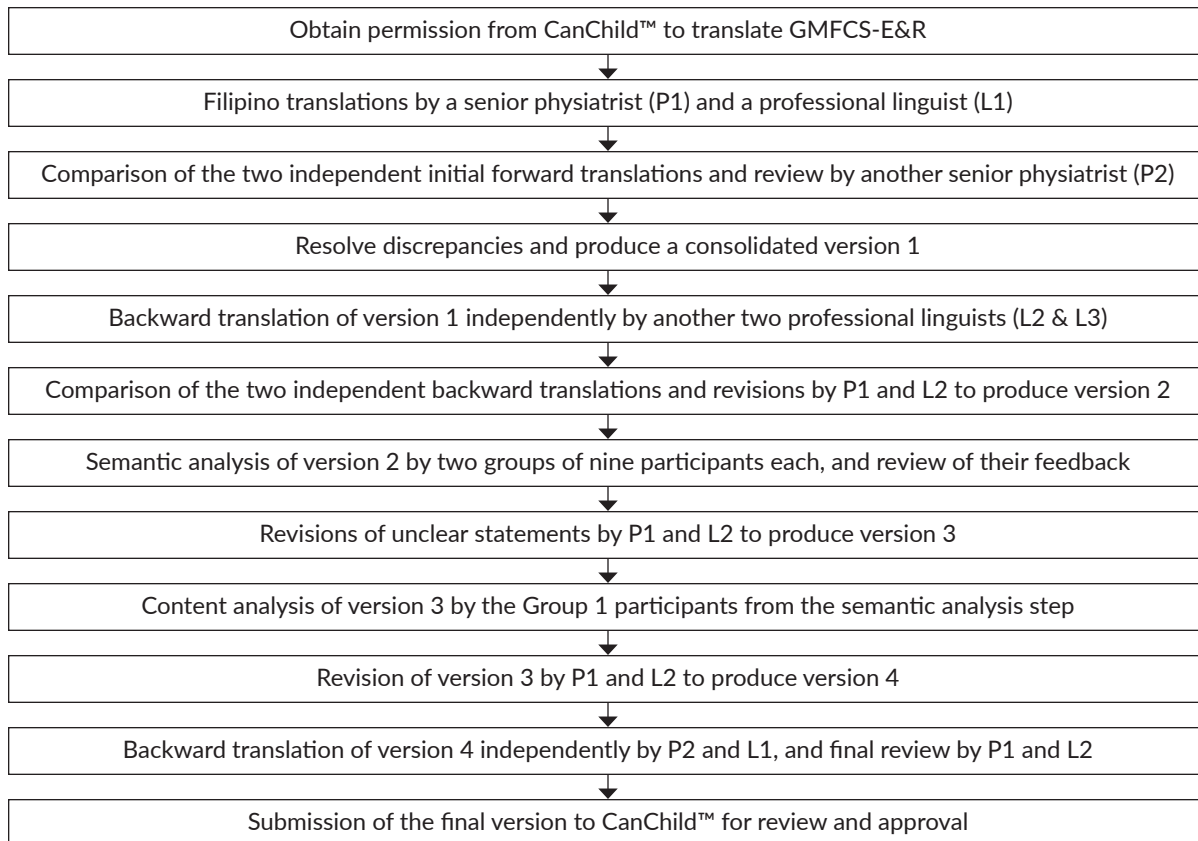 Obtain permission from CanChild™ to translate GMFCS-E&R
Filipino translations by a senior physiatrist (P1) and a professional linguist (L1)
Comparison of the two independent initial forward translations and review by another senior physiatrist (P2)
Resolve discrepancies and produce a consolidated version 1
Backward translation of version 1 independently by another two professional linguists (L2 & L3)
Comparison of the two independent backward translations and revisions by P1 and L2 to produce version 2
Semantic analysis of version 2 by two groups of nine participants each, and review of their feedback
Revisions of unclear statements by P1 and L2 to produce version 3
Content analysis of version 3 by the Group 1 participants from the semantic analysis step
Revision of version 3 by P1 and L2 to produce version 4
Backward translation of version 4 independently by P2 and L1, and final review by P1 and L2
Submission of the final version to CanChild™ for review and approval